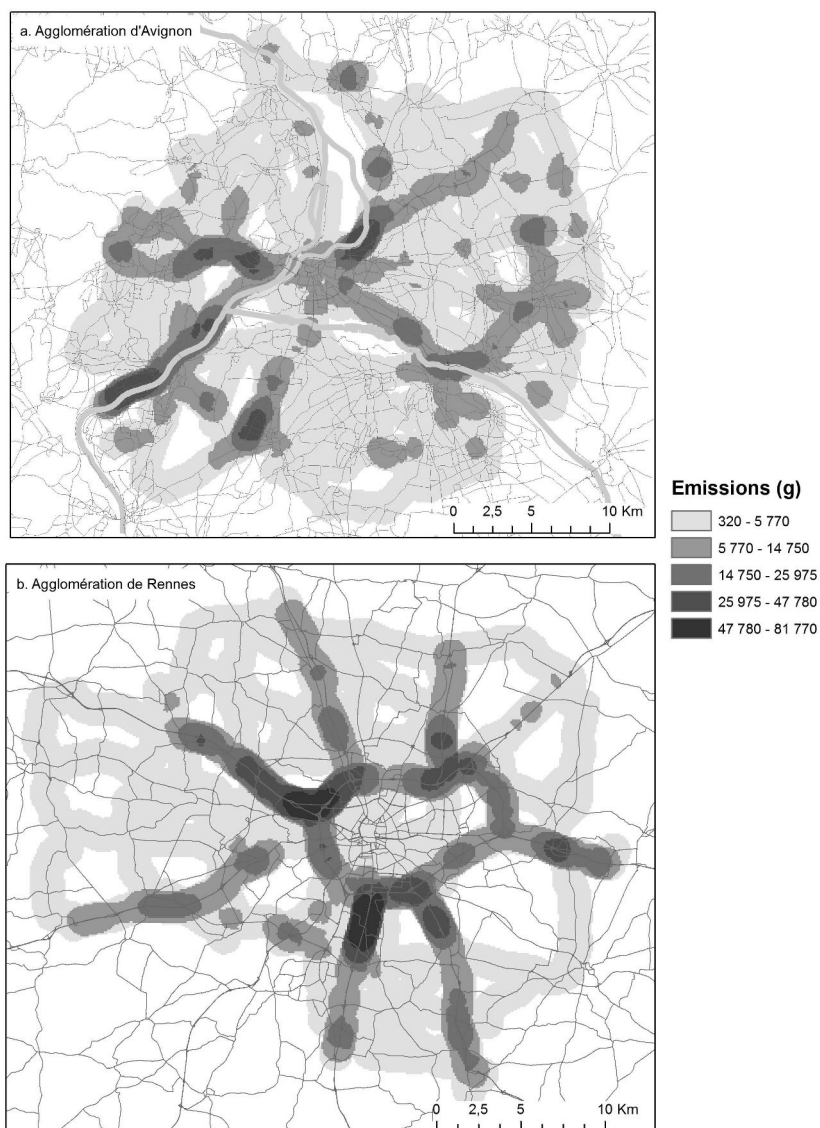 a. Agglomération d'Avignon
0 2,5 5 10 Km
Emissions (g)
320 - 5 770
5 770 - 14 750
14 750 - 25 975
25 975 - 47 780
47 780 - 81 770
b. Agglomération de Rennes
0 2,5 5 10 Km